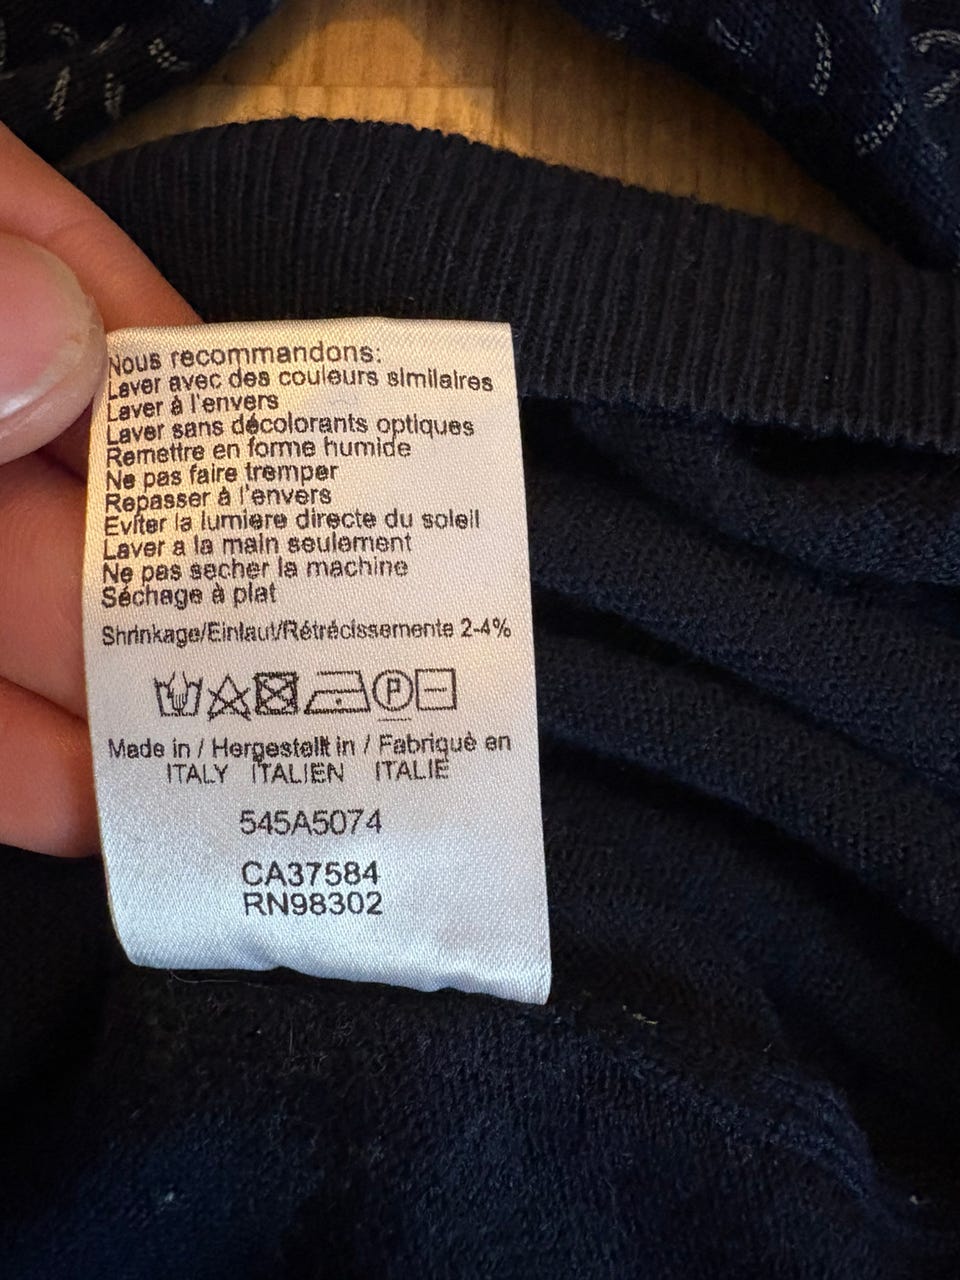 Nous recommandons:
Laver avec des couleurs similaires
Laver à l'envers
Laver sans décolorants optiques
Remettre en forme humide
Ne pas faire tremper
Repasser à l'envers
Eviter la lumiere directe du soleil
Laver a la main seulement
Ne pas secher la machine
Séchage à plat
Shrinkage/Einlauf/Rétrécissemente 2-4%
P
Made in / Hergestellt in / Fabriquè en
ITALY ITALIEN ITALIE
545A5074
CA37584
RN98302